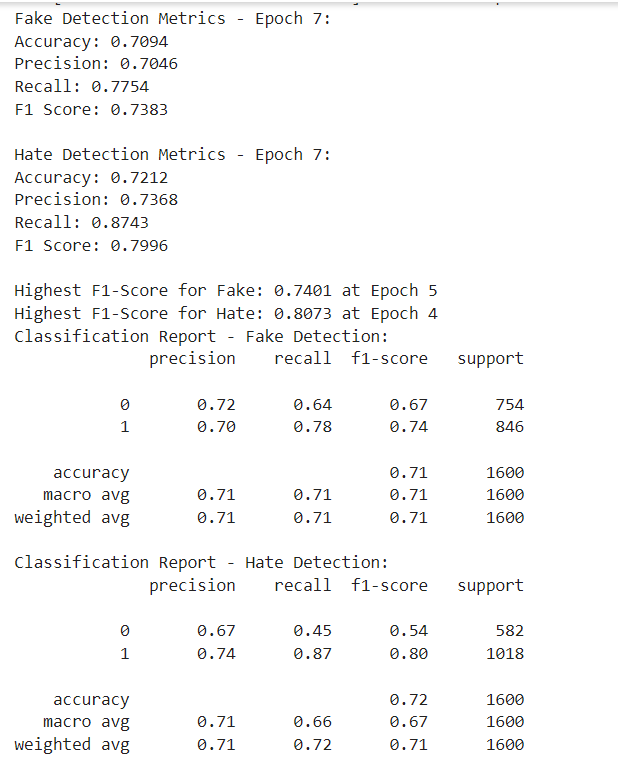 Fake Detection Metrics - Epoch 7:
Accuracy: 0.7094
Precision: 0.7046
Recall: 0.7754
F1 Score: 0.7383
Hate Detection Metrics - Epoch 7:
Accuracy: 0.7212
Precision: 0.7368
Recall: 0.8743
F1 Score: 0.7996
Highest F1-Score for Fake: 0.7401 at Epoch 5
Highest F1-Score for Hate: 0.8073 at Epoch 4
Classification Report - Fake Detection:
precision recall f1-score support
0 0.72 0.64 0.67 754
1 0.70 0.78 0.74 846
accuracy 0.71 1600
macro avg 0.71 0.71 0.71 1600
weighted avg 0.71 0.71 0.71 1600
Classification Report - Hate Detection:
precision recall f1-score support
0 0.67 0.45 0.54 582
1 0.74 0.87 0.80 1018
accuracy 0.72 1600
macro avg 0.71 0.66 0.67 1600
weighted avg 0.71 0.72 0.71 1600